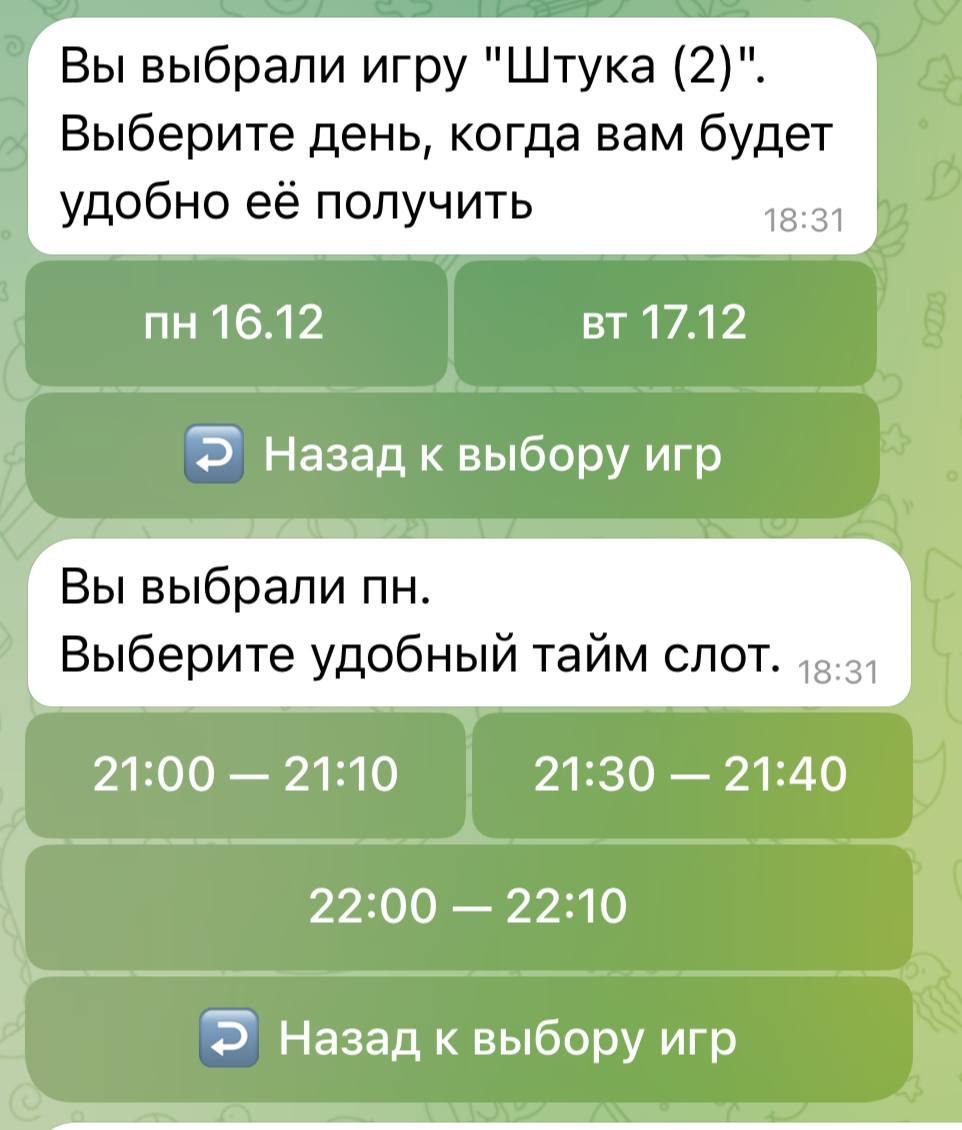 Вы выбрали игру "Штука (2)".
Выберите день, когда вам будет
удобно её получить
18:31
пн 16.12
вт 17.12
Назад к выбору игр
Вы выбрали пн.
Выберите удобный тайм слот.
18:31
21:00 — 21:10
21:30 — 21:40
22:00 — 22:10
Назад к выбору игр